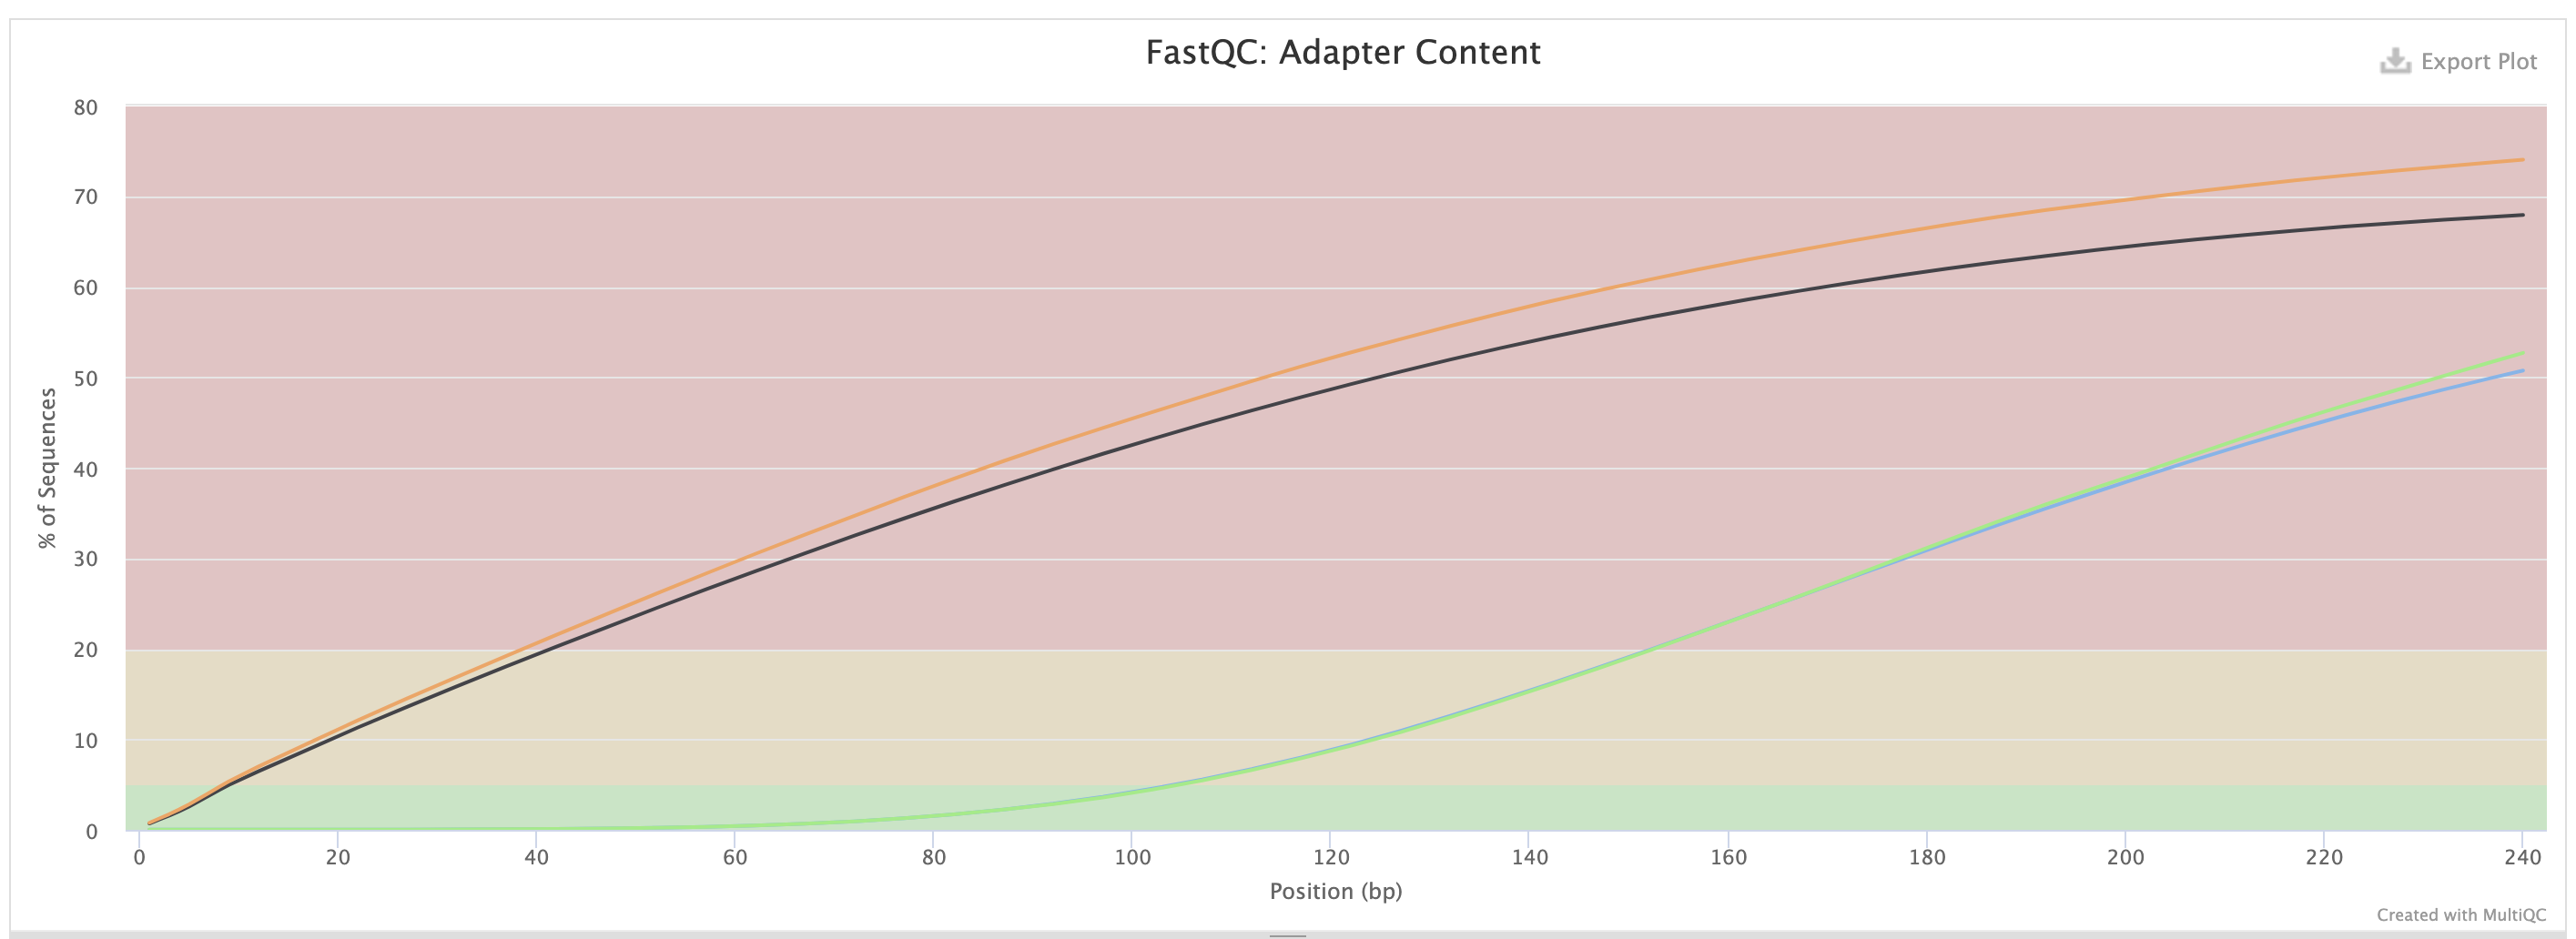 FastQC: Adapter Content
Export Plot
80
70
60
50
40
30
20
10
0
% of Sequences
0 20 40 60 80 100 120 140 160 180 200 220 240
Position (bp)
Created with MultiQC